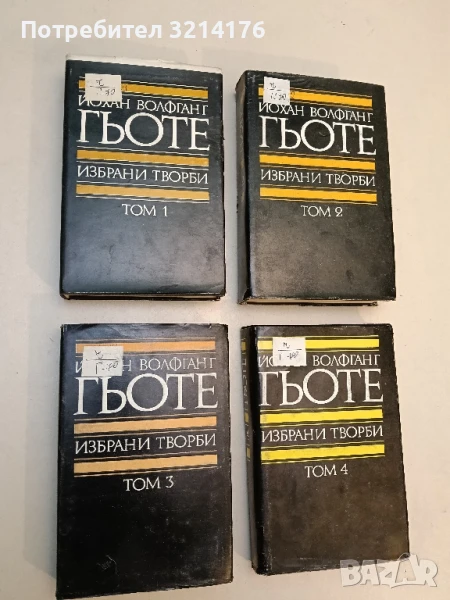 Потребител 3214176
ЙОХАН ВОЛФГАНГ
ГЬОТЕ
ИЗБРАНИ ТВОРБИ
ТОМ 1
ЙОХАН ВОЛФГАНГ
ГЬОТЕ
ИЗБРАНИ ТВОРБИ
ТОМ 2
ЙОХАН ВОЛФГАНГ
ГЬОТЕ
ИЗБРАНИ ТВОРБИ
ТОМ 3
ЙОХАН ВОЛФГАНГ
ГЬОТЕ
ИЗБРАНИ ТВОРБИ
ТОМ 4
BAZAR